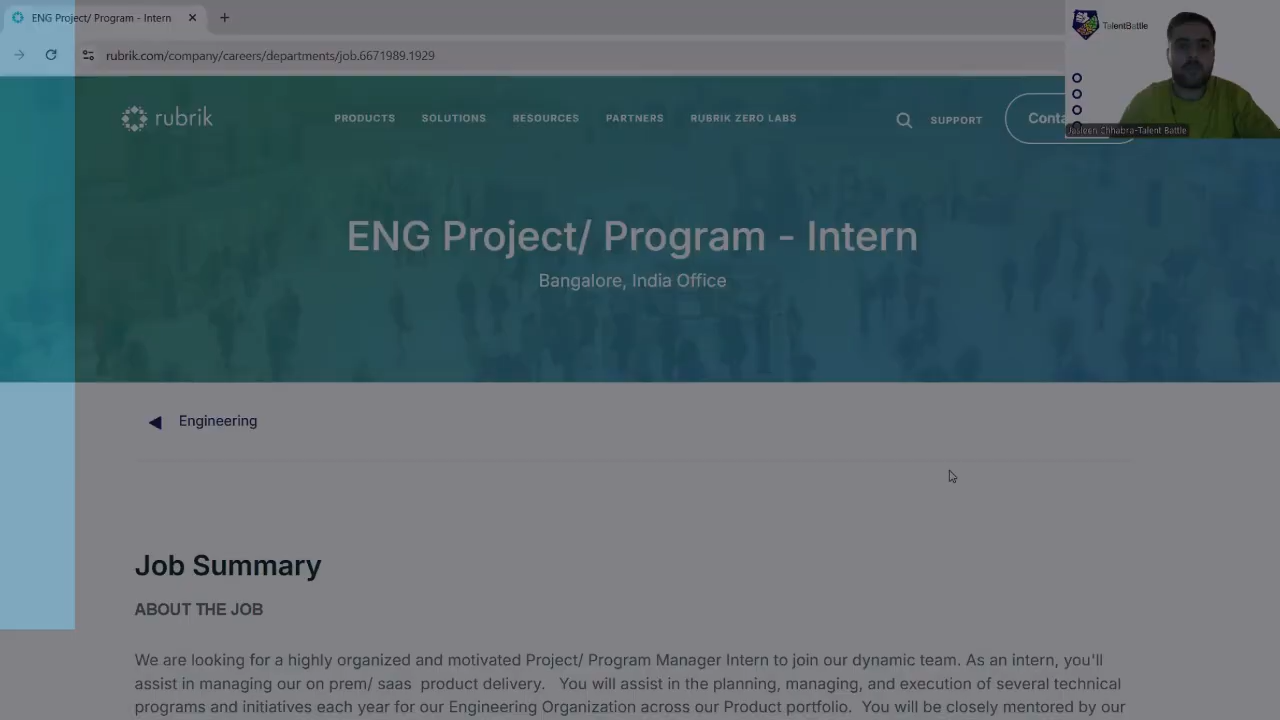 ENG Project/ Program - Intern
rubrik.com/company/careers/departments/job.6671989.1929
TalentBattle
rubrik
PRODUCTS SOLUTIONS RESOURCES PARTNERS RUBRIK ZERO LABS
SUPPORT
Conta
Jasleen Chhabra-Talent Battle
ENG Project/ Program - Intern
Bangalore, India Office
Engineering
Job Summary
ABOUT THE JOB
We are looking for a highly organized and motivated Project/ Program Manager Intern to join our dynamic team. As an intern, you'll
assist in managing our on prem/ saas product delivery. You will assist in the planning, managing, and execution of several technical
programs and initiatives each year for our Engineering Organization across our Product portfolio. You will be closely mentored by our